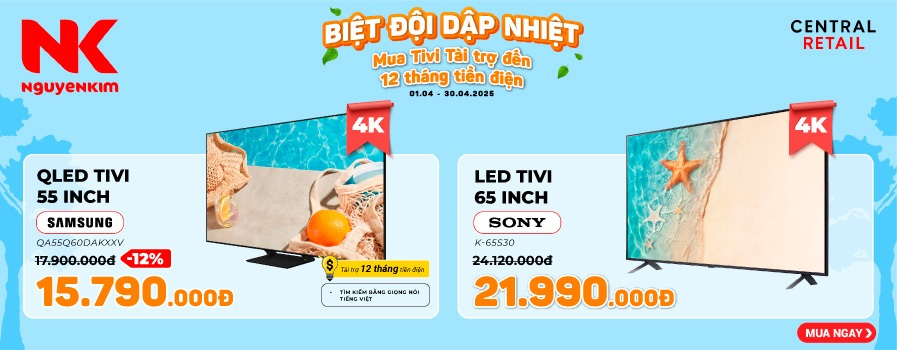 NK
NGUYENKIM
BIỆT ĐỘI DẬP NHIỆT
Mua Tivi Tài trợ đến
12 tháng tiền điện
01.04 - 30.04.2025
CENTRAL
RETAIL
4K
QLED TIVI
55 INCH
SAMSUNG
QA55Q60DAKXXV
17.900.000đ -12%
15.790.000Đ
$ Tài trợ 12 tháng tiền điện
- TÌM KIẾM BẰNG GIỌNG NÓI
TIẾNG VIỆT
4K
LED TIVI
65 INCH
SONY
K-65S30
24.120.000đ
21.990.000Đ
MUA NGAY